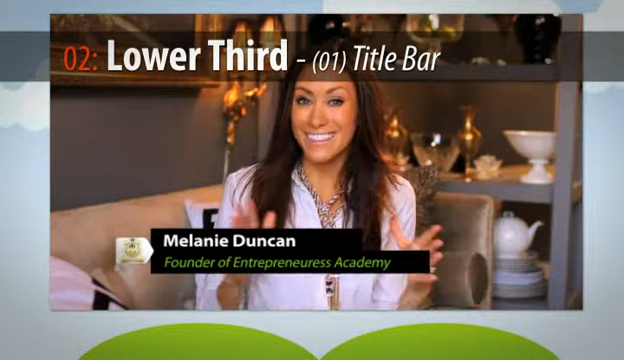 02: Lower Third - (01) Title Bar
Melanie Duncan
Founder of Entrepreneuress Academy